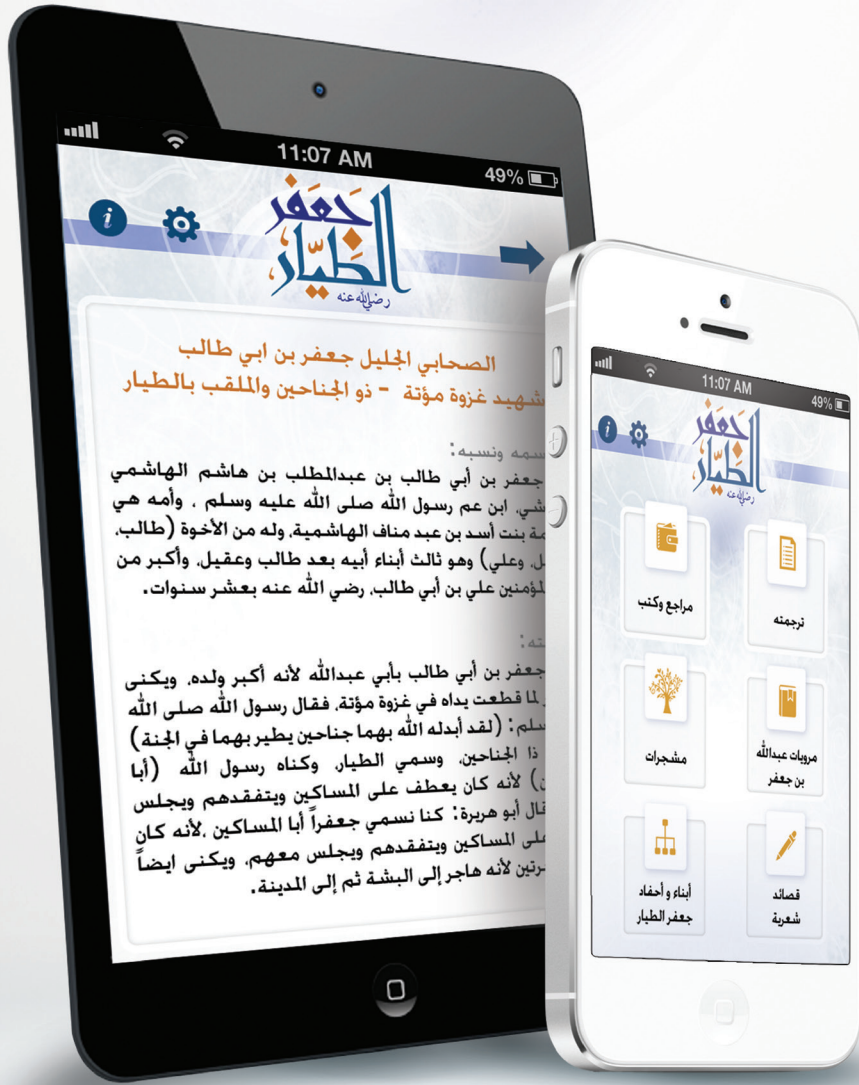 11:07 AM
49%
جعفر
الطيار
رضي الله عنه
الصحابي الجليل جعفر بن ابي طالب
شهيد غزوة مؤتة - ذو الجناحين والملقب بالطيار
ونسبه:
جعفر بن أبي طالب بن عبدالمطلب بن هاشم الهاشمي
ابن عم رسول الله صلى الله عليه وسلم . وأمه هي
بنت أسد بن عبد مناف الهاشمية، وله من الأخوة (طالب،
وعلي) وهو ثالث أبناء أبيه بعد طالب وعقيل، وأكبر من
علي بن أبي طالب، رضي الله عنه بعشر سنوات.
جعفر بن أبي طالب بأبي عبدالله لأنه أكبر ولده، ويكنى
لما قطعت يداه في غزوة مؤتة، فقال رسول الله صلى الله
(لقد أبدله الله بهما جناحين يطير بهما في الجنة)
ذا الجناحين، وسمي الطيار، وكناه رسول الله (أبا
لأنه كان يعطف على المساكين ويتفقدهم ويجلس
أبو هريرة: كنا نسمي جعفراً أبا المساكين ،لأنه كان
المساكين ويتفقدهم ويجلس معهم، ويكنى ايضاً
لأنه هاجر إلى البشة ثم إلى المدينة.
11:07 AM
49%
جعفر
الطيار
رضي الله عنه
ترجمته
مراجع وكتب
مرويات عبدالله
بن جعفر
مشجرات
قصائد
شعرية
أبناء و أحفاد
جعفر الطيار